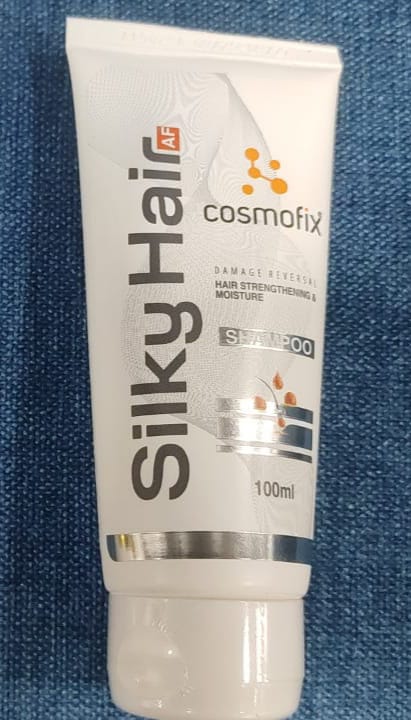 Silky Hair AF
cosmofix
DAMAGE REVERSAL
HAIR STRENGTHENING &
MOISTURE
SHAMPOO
100ml